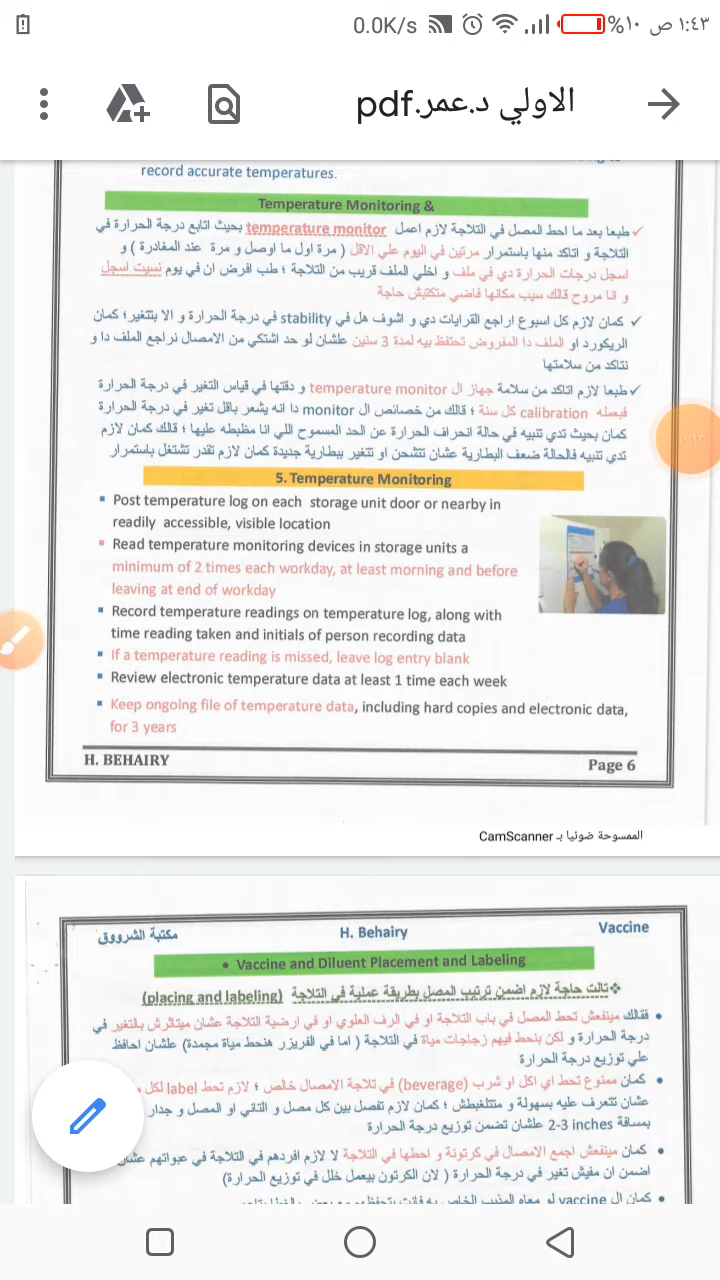 0.0K/s %١٠ ١:٤٣ ص
الاولي د.عمر.pdf
record accurate temperatures.
Temperature Monitoring &
✓ طبعا بعد ما احط المصل في التلاجة لازم اعمل temperature monitor بحيث اتابع درجة الحرارة في
التلاجة و اتاكد منها باستمرار مرتين في اليوم علي الاقل ( مرة اول ما اوصل و مرة عند المغادرة ) و
اسجل درجات الحرارة دي في ملف و اخلي الملف قريب من التلاجة ؛ طب افرض ان في يوم نسيت اسجل
و انا مروح قالك سيب مكانها فاضي متكتبش حاجة
✓ كمان لازم كل اسبوع اراجع القرايات دي و اشوف هل في stability في درجة الحرارة و الا بتتغير؛ كمان
الريكورد او الملف دا المفروض تحتفظ بيه لمدة 3 سنين علشان لو حد اشتكي من الامصال نراجع الملف دا و
نتاكد من سلامتها
✓ طبعا لازم اتاكد من سلامة جهاز ال temperature monitor و دقتها في قياس التغير في درجة الحرارة
فبعمله calibration كل سنة ؛ قالك من خصائص ال monitor دا انه يشعر باقل تغير في درجة الحرارة
كمان بحيث تدي تنبيه في حالة انحراف الحرارة عن الحد المسموح اللي انا مظبطه عليها ؛ قالك كمان لازم
تدي تنبيه فالحالة ضعف البطارية عشان تتشحن او تتغير ببطارية جديدة كمان لازم تقدر تشتغل باستمرار
5. Temperature Monitoring
▪ Post temperature log on each storage unit door or nearby in
readily accessible, visible location
▪ Read temperature monitoring devices in storage units a
minimum of 2 times each workday, at least morning and before
leaving at end of workday
▪ Record temperature readings on temperature log, along with
time reading taken and initials of person recording data
▪ If a temperature reading is missed, leave log entry blank
▪ Review electronic temperature data at least 1 time each week
▪ Keep ongoing file of temperature data, including hard copies and electronic data,
for 3 years
H. BEHAIRY Page 6
الممسوحة ضوئيا بـ CamScanner
مكتبة الشرووق H. Behairy Vaccine
• Vaccine and Diluent Placement and Labeling
❖تالت حاجة لازم اضمن ترتيب المصل بطريقة عملية في التلاجة (placing and labeling)
• فقالك مينفعش تحط المصل في باب التلاجة او في الرف العلوي او في ارضية التلاجة عشان ميتاثرش بالتغير في
درجة الحرارة و لكن بنحط فيهم زجاجات مياة في التلاجة ( اما في الفريزر هنحط مياة مجمدة) علشان احافظ
علي توزيع درجة الحرارة
• كمان ممنوع تحط اي اكل او شرب (beverage) في تلاجة الامصال خالص ؛ لازم تحط label لكل
عشان تتعرف عليه بسهولة و متتلغبطش ؛ كمان لازم تفصل بين كل مصل و التاني او المصل و جدار
بمسافة 2-3 inches علشان تضمن توزيع درجة الحرارة
• كمان مينفعش اجمع الامصال في كرتونة و احطها في التلاجة لا لازم افردهم في التلاجة في عبواتهم
اضمن ان مفيش تغير في درجة الحرارة ( لان الكرتون بيعمل خلل في توزيع الحرارة)
• كمان ال vaccine لو معاه المذيب الخاص به